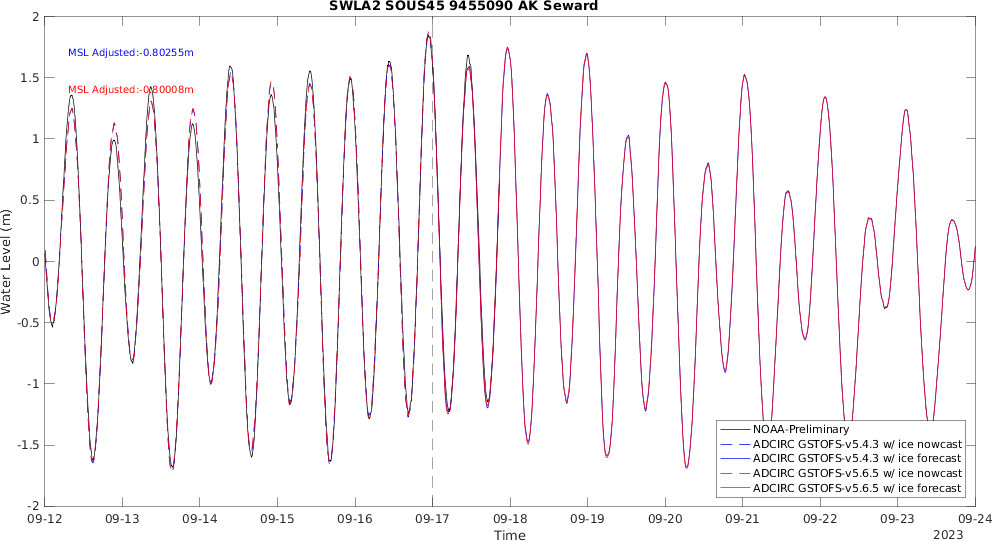 SWLA2 SOUS45 9455090 AK Seward
2
1.5
1
0.5
0
-0.5
-1
-1.5
-2
Water Level (m)
MSL Adjusted:-0.80255m
MSL Adjusted:-0.80008m
NOAA-Preliminary
ADCIRC GSTOFS-v5.4.3 w/ ice nowcast
ADCIRC GSTOFS-v5.4.3 w/ ice forecast
ADCIRC GSTOFS-v5.6.5 w/ ice nowcast
ADCIRC GSTOFS-v5.6.5 w/ ice forecast
09-12 09-13 09-14 09-15 09-16 09-17 09-18 09-19 09-20 09-21 09-22 09-23 09-24
Time
2023